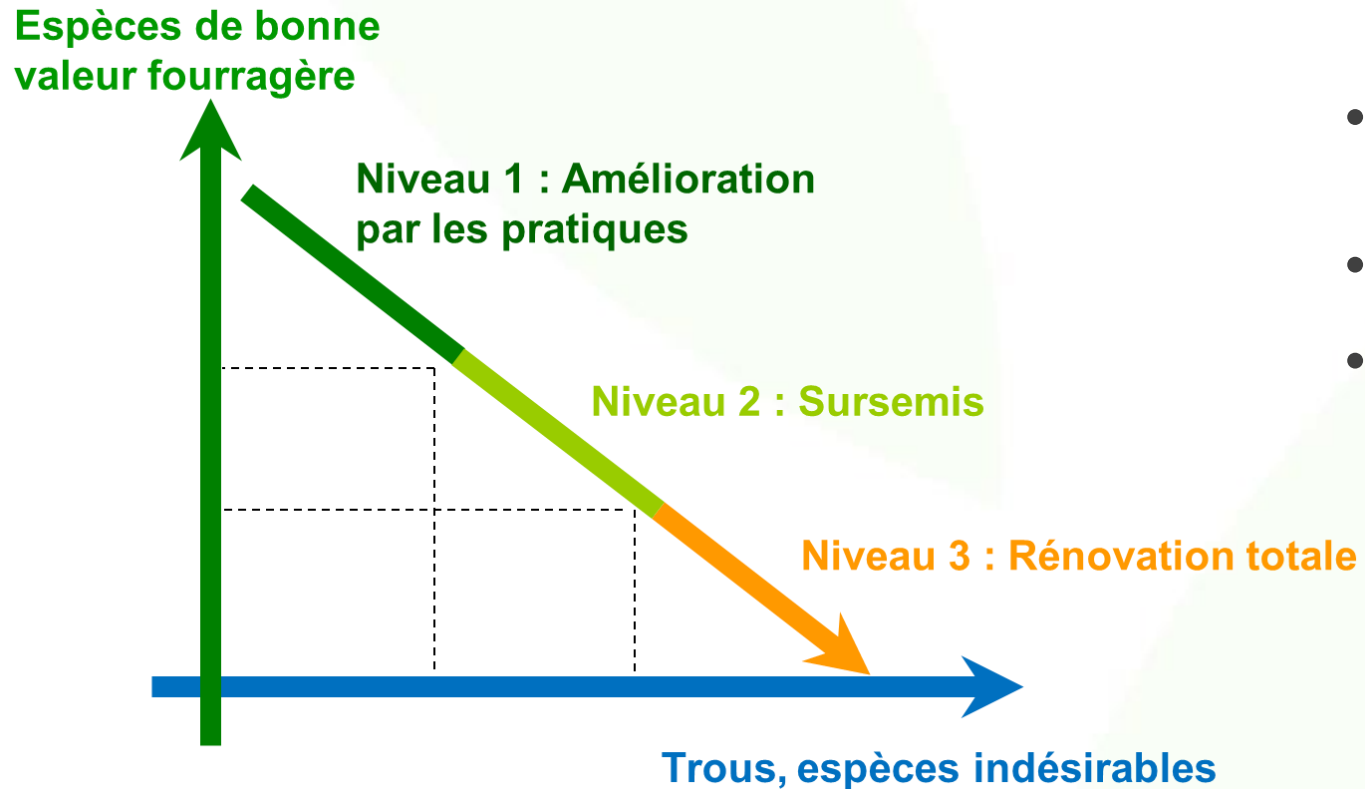 Espèces de bonne
valeur fourragère
Niveau 1 : Amélioration
par les pratiques
Niveau 2 : Sursemis
Niveau 3 : Rénovation totale
Trous, espèces indésirables